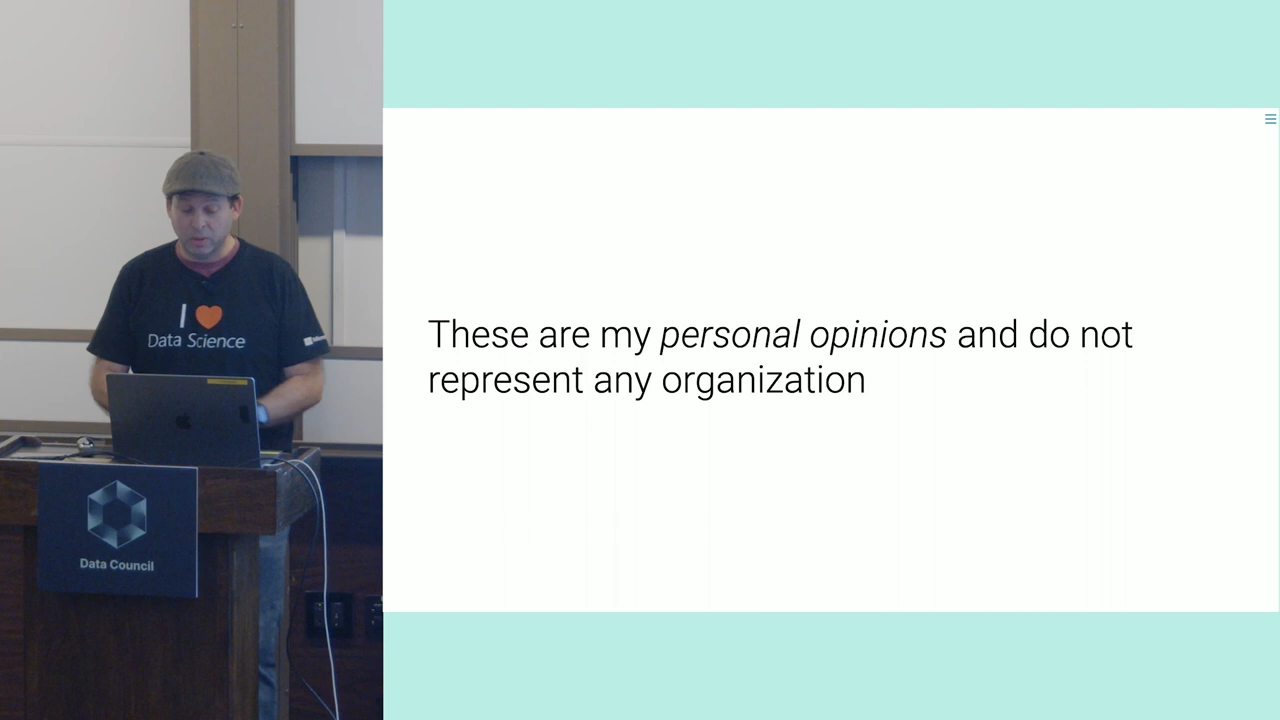 I
Data Science
Data Council
These are my personal opinions and do not
represent any organization